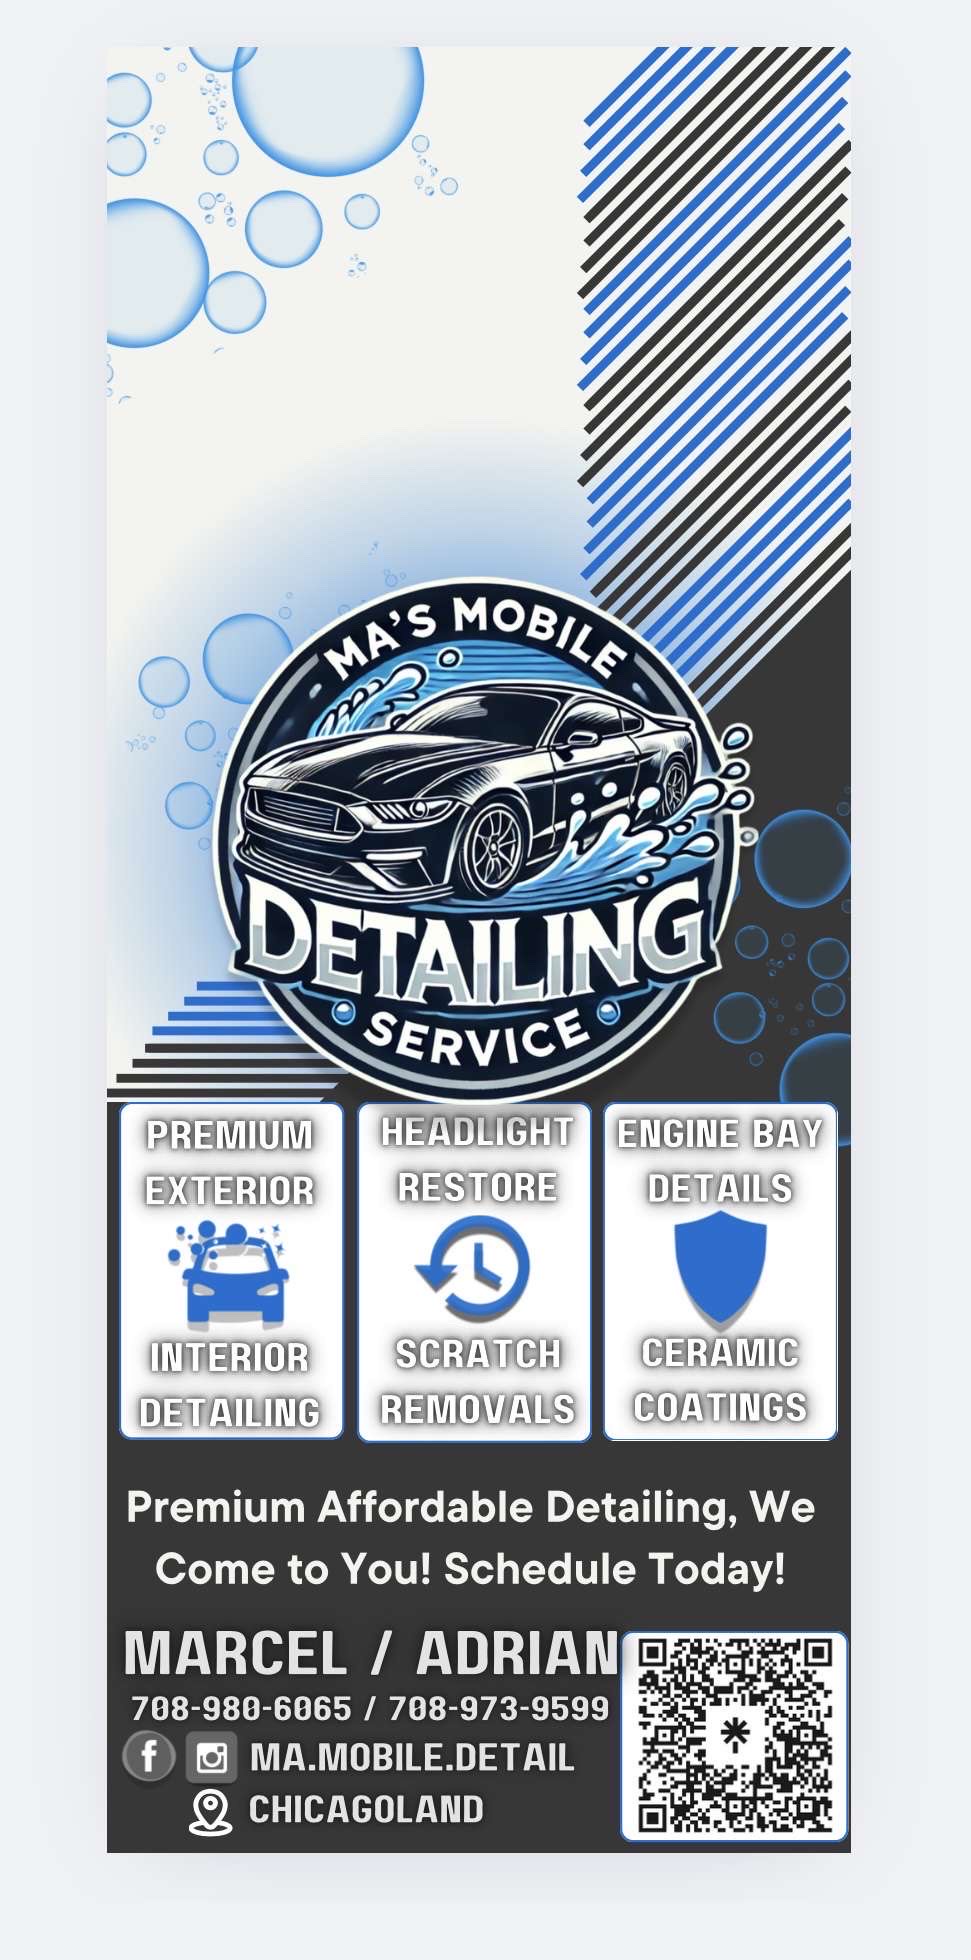 MA'S MOBILE
DETAILING
SERVICE
PREMIUM
EXTERIOR
INTERIOR
DETAILING
HEADLIGHT
RESTORE
SCRATCH
REMOVALS
ENGINE BAY
DETAILS
CERAMIC
COATINGS
Premium Affordable Detailing, We
Come to You! Schedule Today!
MARCEL / ADRIAN
708-980-6065 / 708-973-9599
MA.MOBILE.DETAIL
CHICAGOLAND